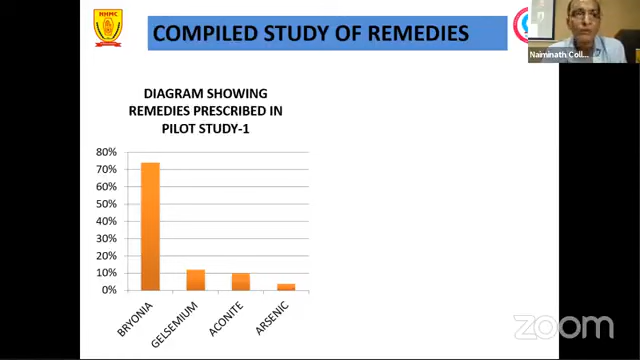 NHMC
COMPILED STUDY OF REMEDIES
Naiminath Coll...
DIAGRAM SHOWING
REMEDIES PRESCRIBED IN
PILOT STUDY-1
80%
70%
60%
50%
40%
30%
20%
10%
0%
BRYONIA
GELSEMIUM
ACONITE
ARSENIC
zoom